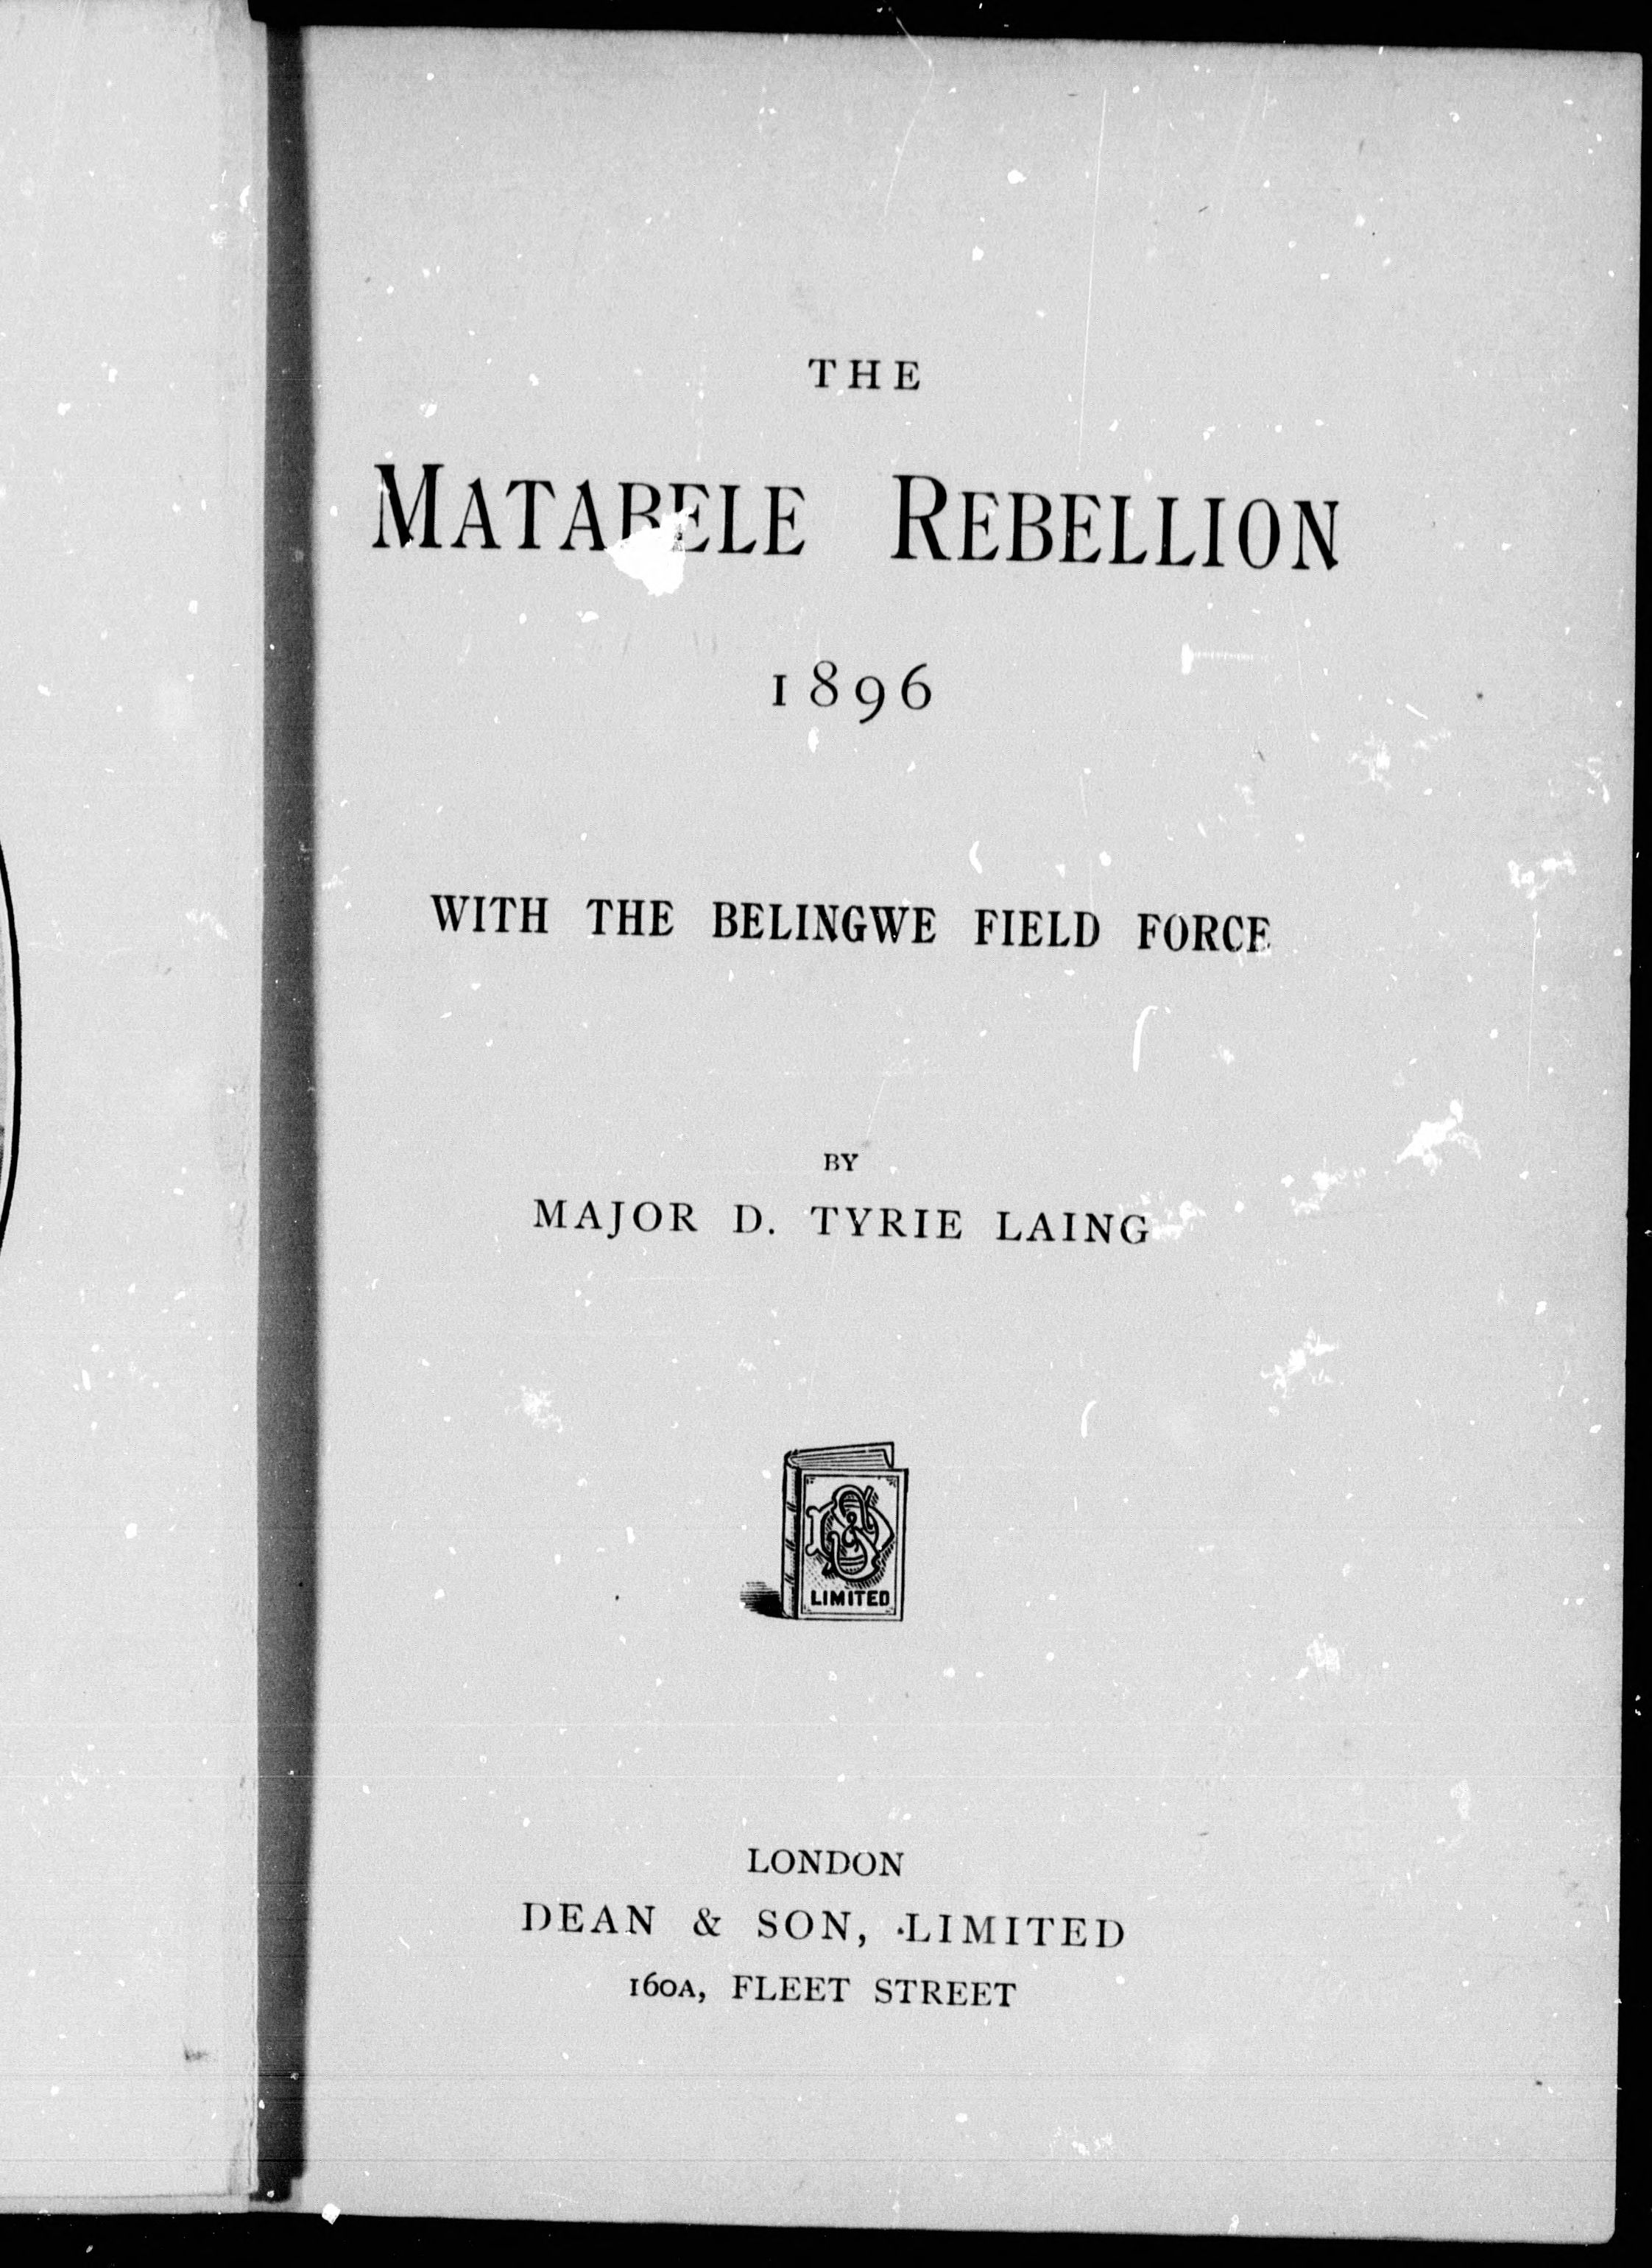 THE
MATABELE REBELLION
1896
WITH THE BELINGWE FIELD FORCE
BY
MAJOR D. TYRIE LAING
D&S
LIMITED
LONDON
DEAN & SON, LIMITED
160A, FLEET STREET